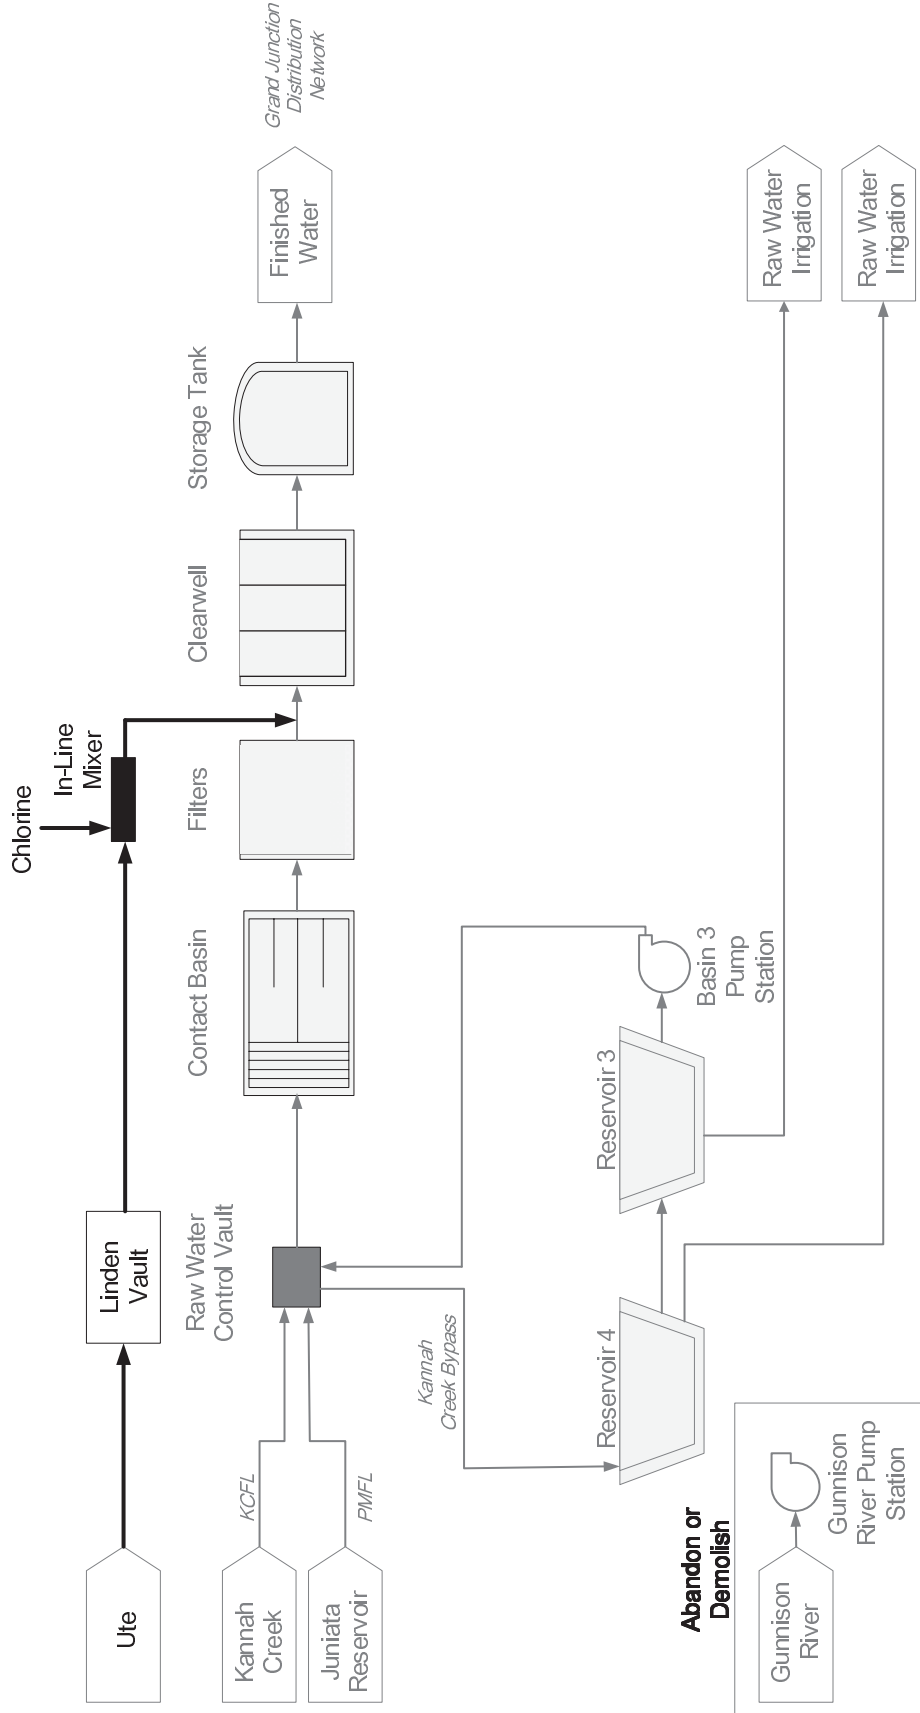 Chlorine
In-Line
Mixer
Ute
Linden
Vault
Raw Water
Control Vault
Contact Basin
Filters
Clearwell
Storage Tank
Finished
Water
Grand Junction
Distribution
Network
Kannah
Creek
KCFL
Juniata
Reservoir
PMFL
Kannah
Creek Bypass
Reservoir 4
Reservoir 3
Basin 3
Pump
Station
Raw Water
Irrigation
Raw Water
Irrigation
Abandon or
Demolish
Gunnison
River
Gunnison
River Pump
Station